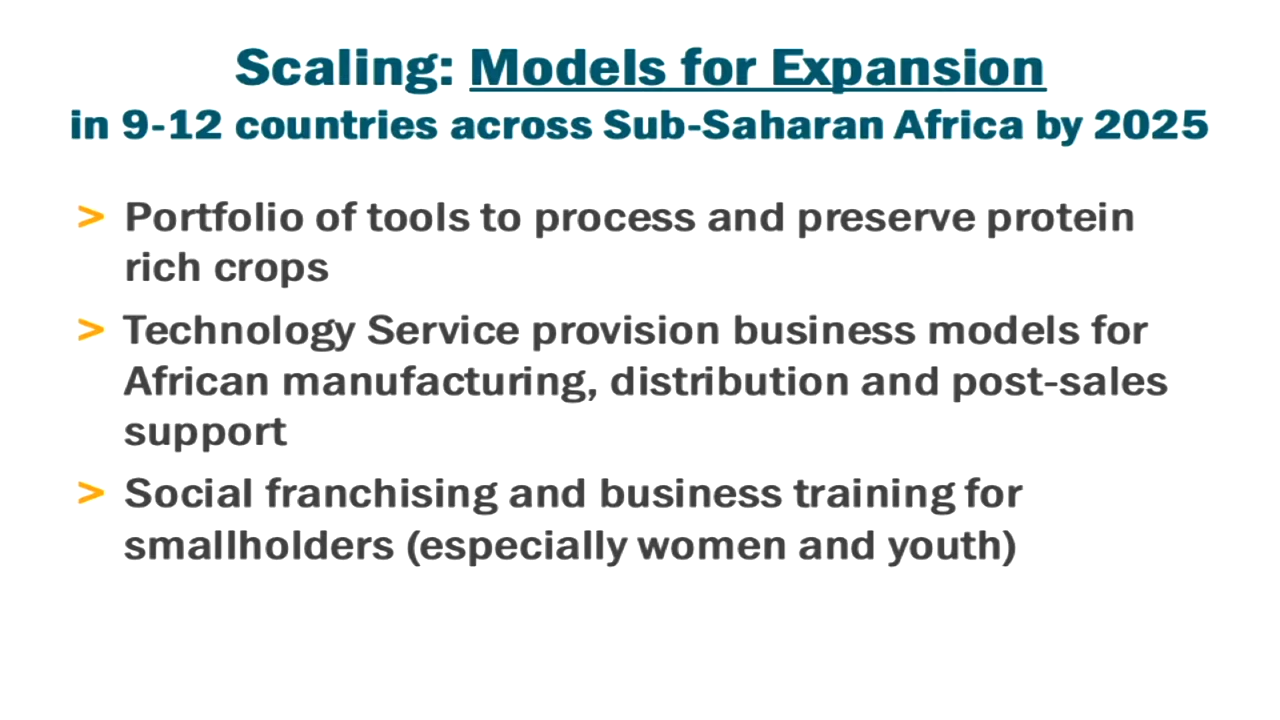 Scaling: Models for Expansion
in 9-12 countries across Sub-Saharan Africa by 2025
> Portfolio of tools to process and preserve protein
rich crops
> Technology Service provision business models for
African manufacturing, distribution and post-sales
support
> Social franchising and business training for
smallholders (especially women and youth)